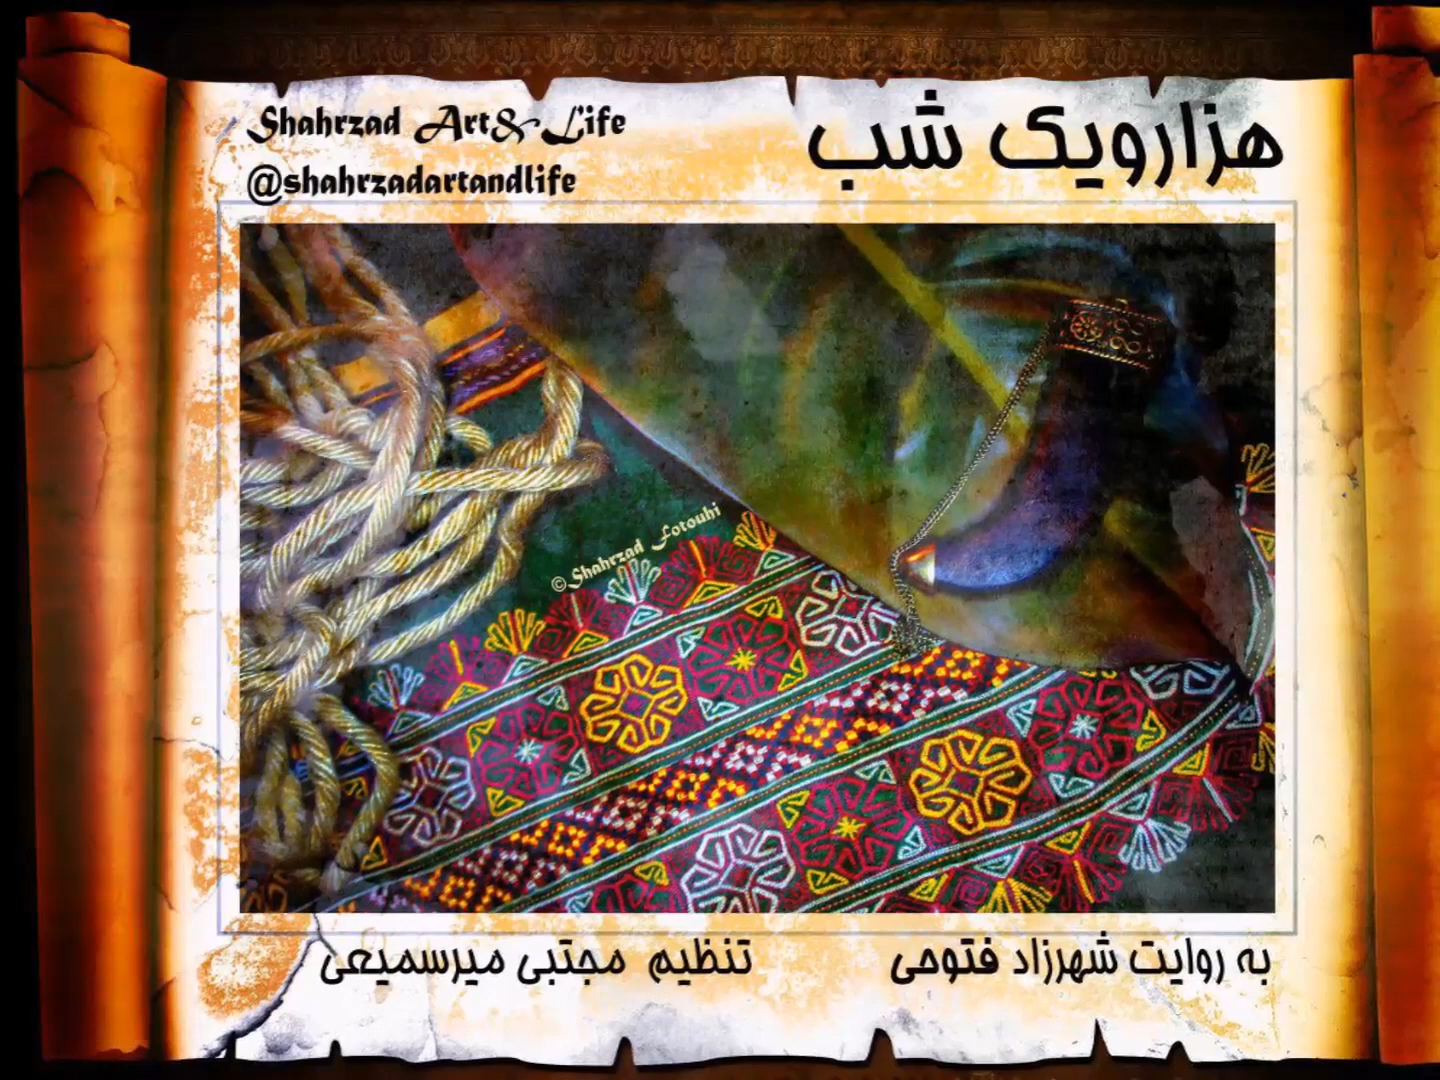 Shahrzad Art& Life
@shahrzadartandlife
هزارویک شب
© Shahrzad Fotouhi
به روایت شهرزاد فتوحی
تنظیم مجتبی میرسمیعی